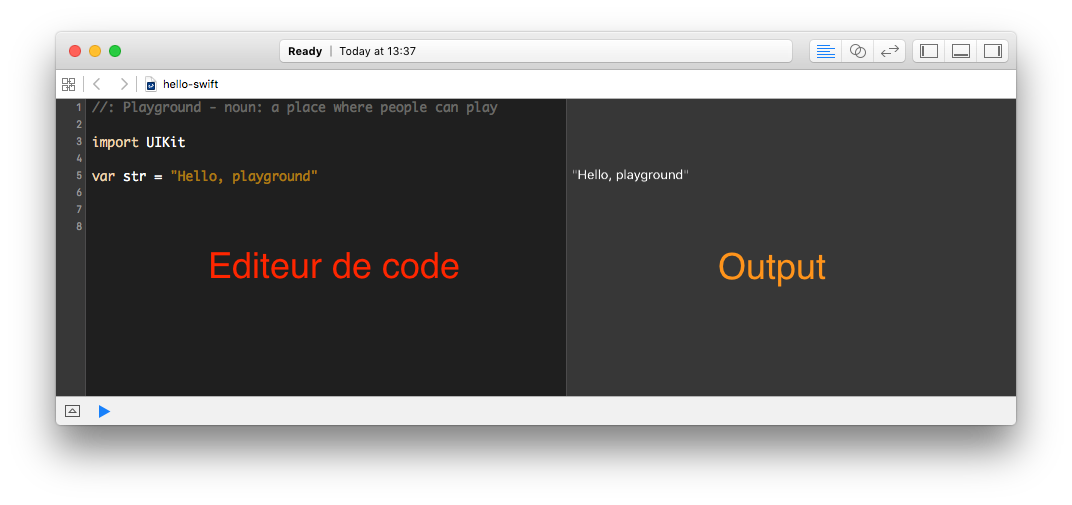 Ready | Today at 13:37
hello-swift
1 //: Playground - noun: a place where people can play
2
3 import UIKit
4
5 var str = "Hello, playground"
"Hello, playground"
6
7
8
Editeur de code
Output